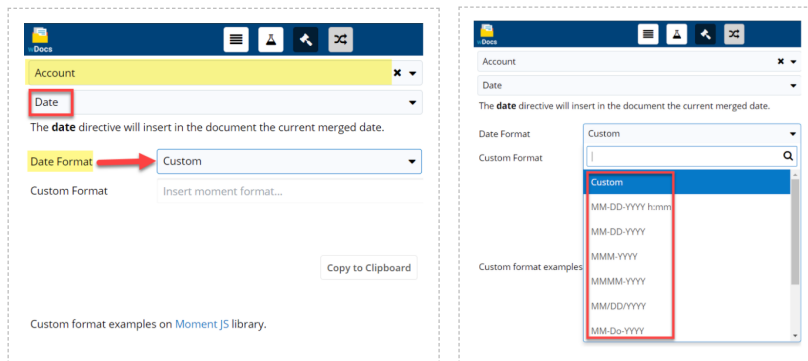 wDocs
Account
Date
The date directive will insert in the document the current merged date.
Date Format
Custom
Custom Format
Insert moment format...
Copy to Clipboard
Custom format examples on Moment JS library.
wDocs
Account
Date
The date directive will insert in the document the current merged date.
Date Format
Custom
Custom Format
Custom
MM-DD-YYYY h:mm
MM-DD-YYYY
MMM-YYYY
Custom format examples
MMMM-YYYY
MM/DD/YYYY
MM-Do-YYYY